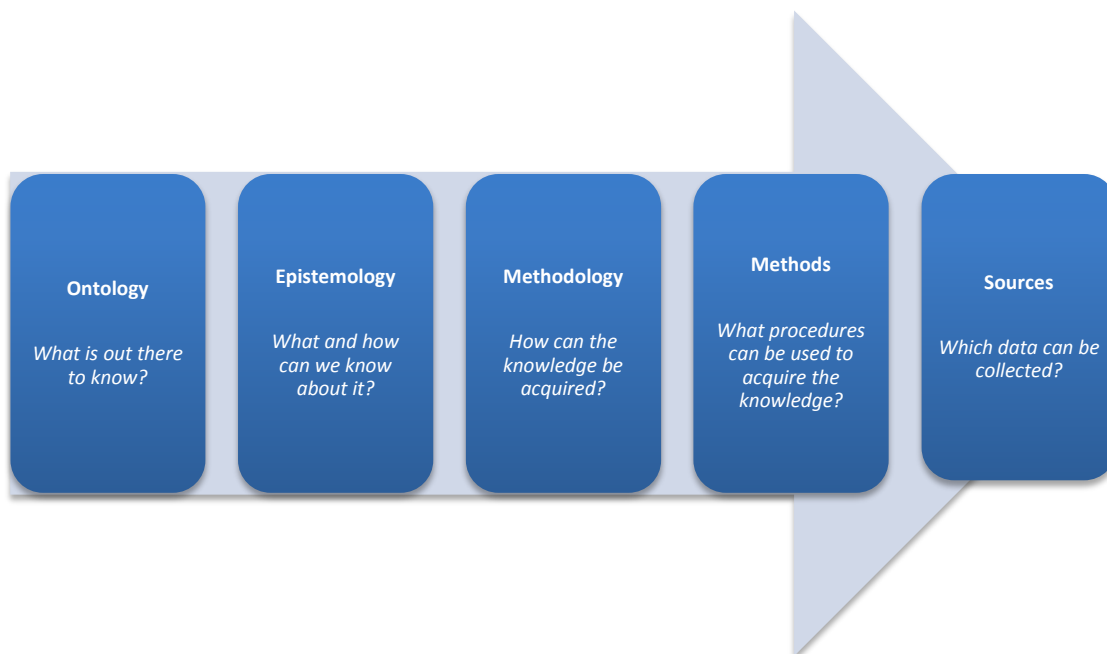 Ontology
What is out there
to know?
Epistemology
What and how
can we know
about it?
Methodology
How can the
knowledge be
acquired?
Methods
What procedures
can be used to
acquire the
knowledge?
Sources
Which data can be
collected?